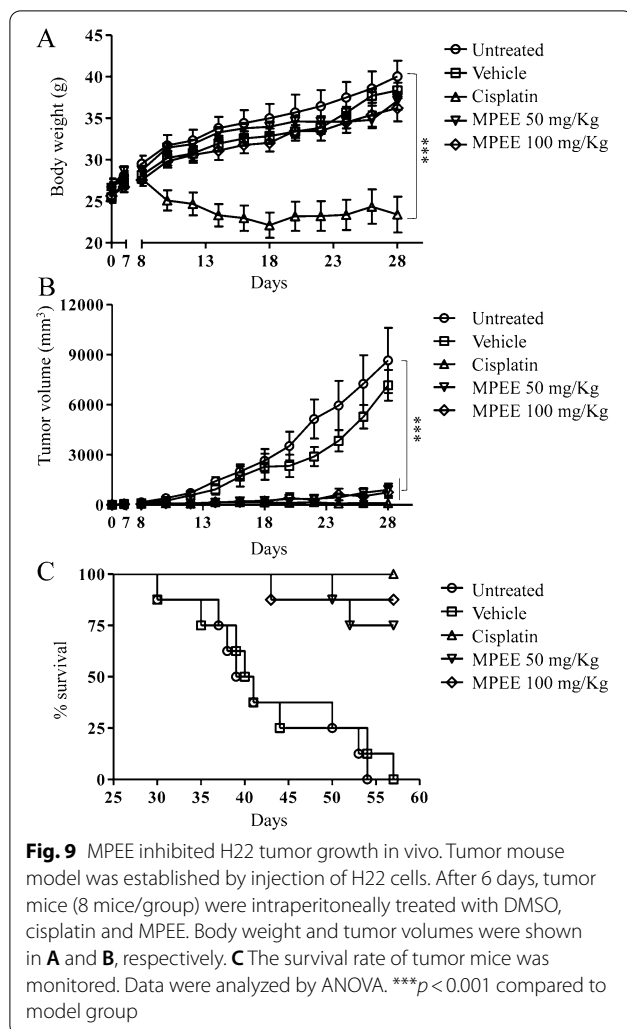 A
Body weight (g)
45
40
35
30
25
20
0 7 8 13 18 23 28
Days
Untreated
Vehicle
Cisplatin
MPEE 50 mg/Kg
MPEE 100 mg/Kg
***
B
Tumor volume (mm³)
12000
9000
6000
3000
0
0 7 8 13 18 23 28
Days
Untreated
Vehicle
Cisplatin
MPEE 50 mg/Kg
MPEE 100 mg/Kg
***
C
% survival
100
75
50
25
0
25 30 35 40 45 50 55 60
Days
Untreated
Vehicle
Cisplatin
MPEE 50 mg/Kg
MPEE 100 mg/Kg
Fig. 9 MPEE inhibited H22 tumor growth in vivo. Tumor mouse
model was established by injection of H22 cells. After 6 days, tumor
mice (8 mice/group) were intraperitoneally treated with DMSO,
cisplatin and MPEE. Body weight and tumor volumes were shown
in A and B, respectively. C The survival rate of tumor mice was
monitored. Data were analyzed by ANOVA. ***p < 0.001 compared to
model group